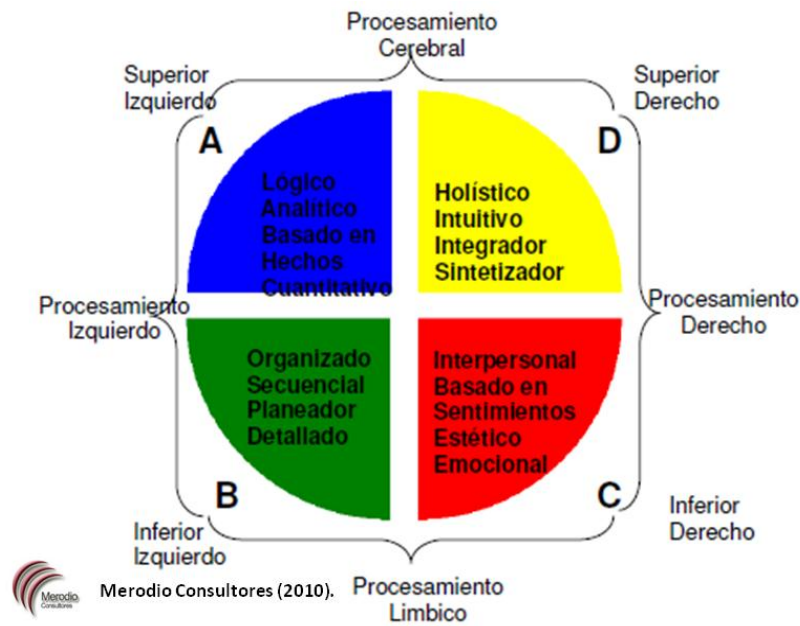 Procesamiento
Cerebral
Superior
Izquierdo
Superior
Derecho
A
D
Lógico
Analítico
Basado en
Hechos
Cuantitativo
Holístico
Intuitivo
Integrador
Sintetizador
Procesamiento
Izquierdo
Procesamiento
Derecho
Organizado
Secuencial
Planeador
Detallado
Interpersonal
Basado en
Sentimientos
Estético
Emocional
B
C
Inferior
Izquierdo
Inferior
Derecho
Procesamiento
Limbico
Merodio
Consultores
Merodio Consultores (2010).